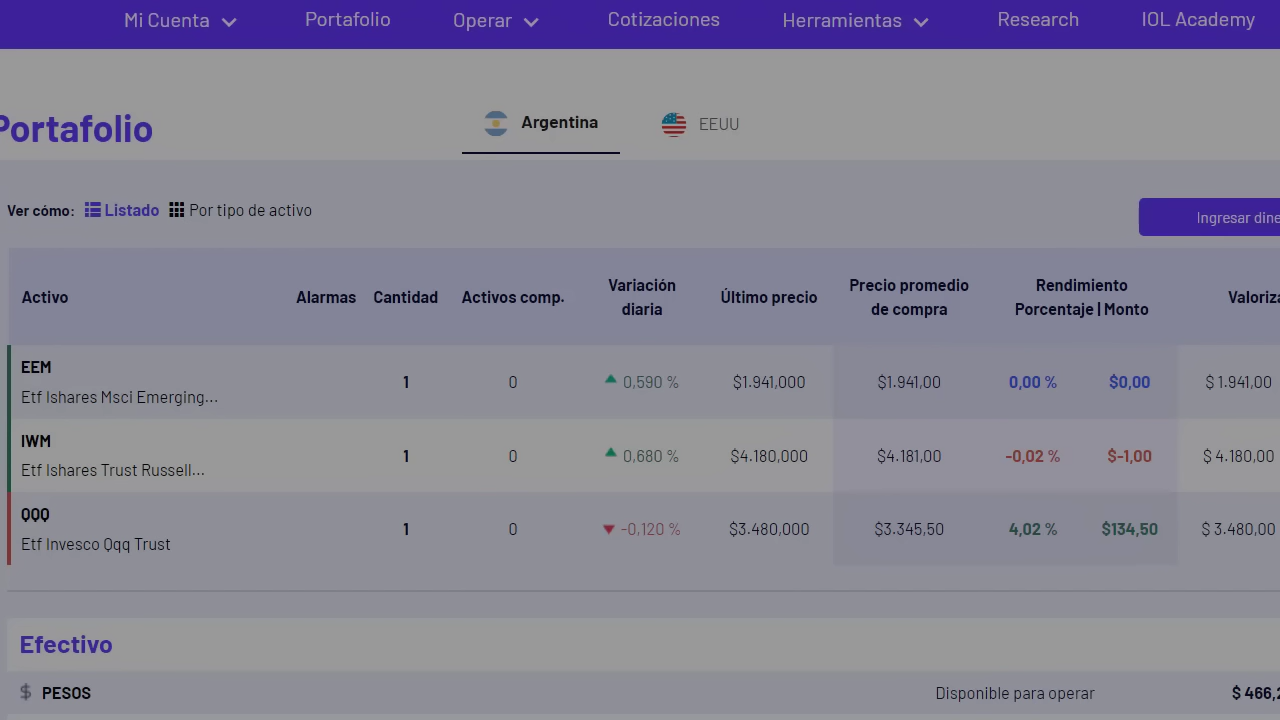 Mi Cuenta Portafolio Operar Cotizaciones Herramientas Research IOL Academy
Portafolio Argentina EEUU
Ver cómo: Listado Por tipo de activo Ingresar dine
Activo Alarmas Cantidad Activos comp. Variación diaria Último precio Precio promedio de compra Rendimiento Porcentaje | Monto Valoriza
EEM
Etf Ishares Msci Emerging... 1 0 0,590 % $1.941,000 $1.941,00 0,00 % $0,00 $ 1.941,00
IWM
Etf Ishares Trust Russell... 1 0 0,680 % $4.180,000 $4.181,00 -0,02 % $-1,00 $ 4.180,00
QQQ
Etf Invesco Qqq Trust 1 0 -0,120 % $3.480,000 $3.345,50 4,02 % $134,50 $ 3.480,00
Efectivo
$ PESOS Disponible para operar $ 466,2